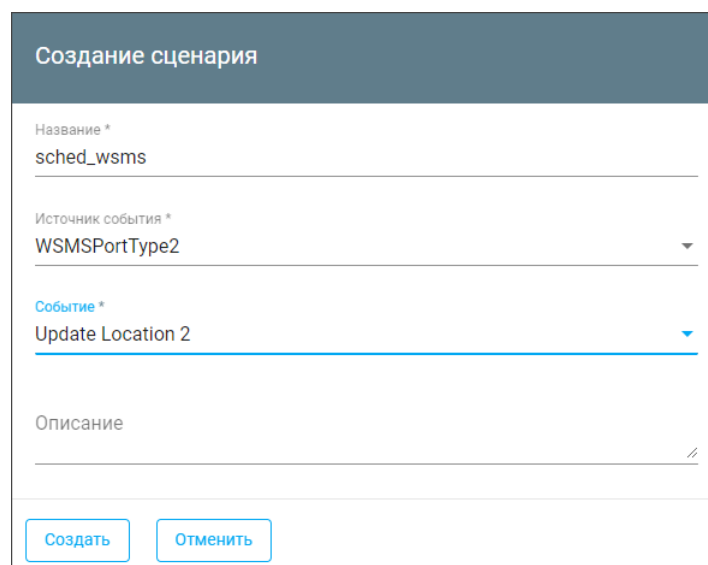 Создание сценария
Название *
sched_wsms
Источник события *
WSMSPortType2
Событие *
Update Location 2
Описание
Создать
Отменить